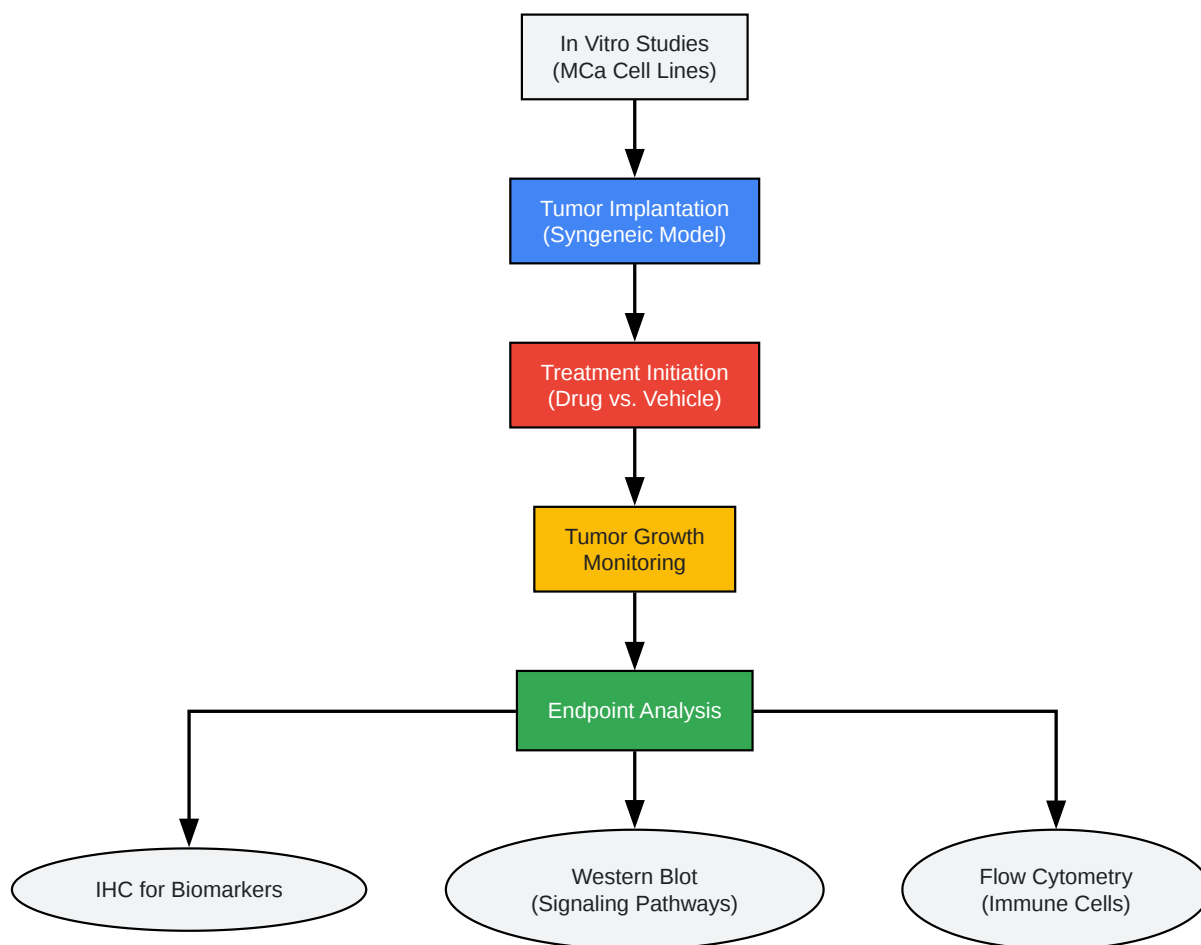 In Vitro Studies
(MCa Cell Lines)
Tumor Implantation
(Syngeneic Model)
Treatment Initiation
(Drug vs. Vehicle)
Tumor Growth
Monitoring
Endpoint Analysis
IHC for Biomarkers
Western Blot
(Signaling Pathways)
Flow Cytometry
(Immune Cells)